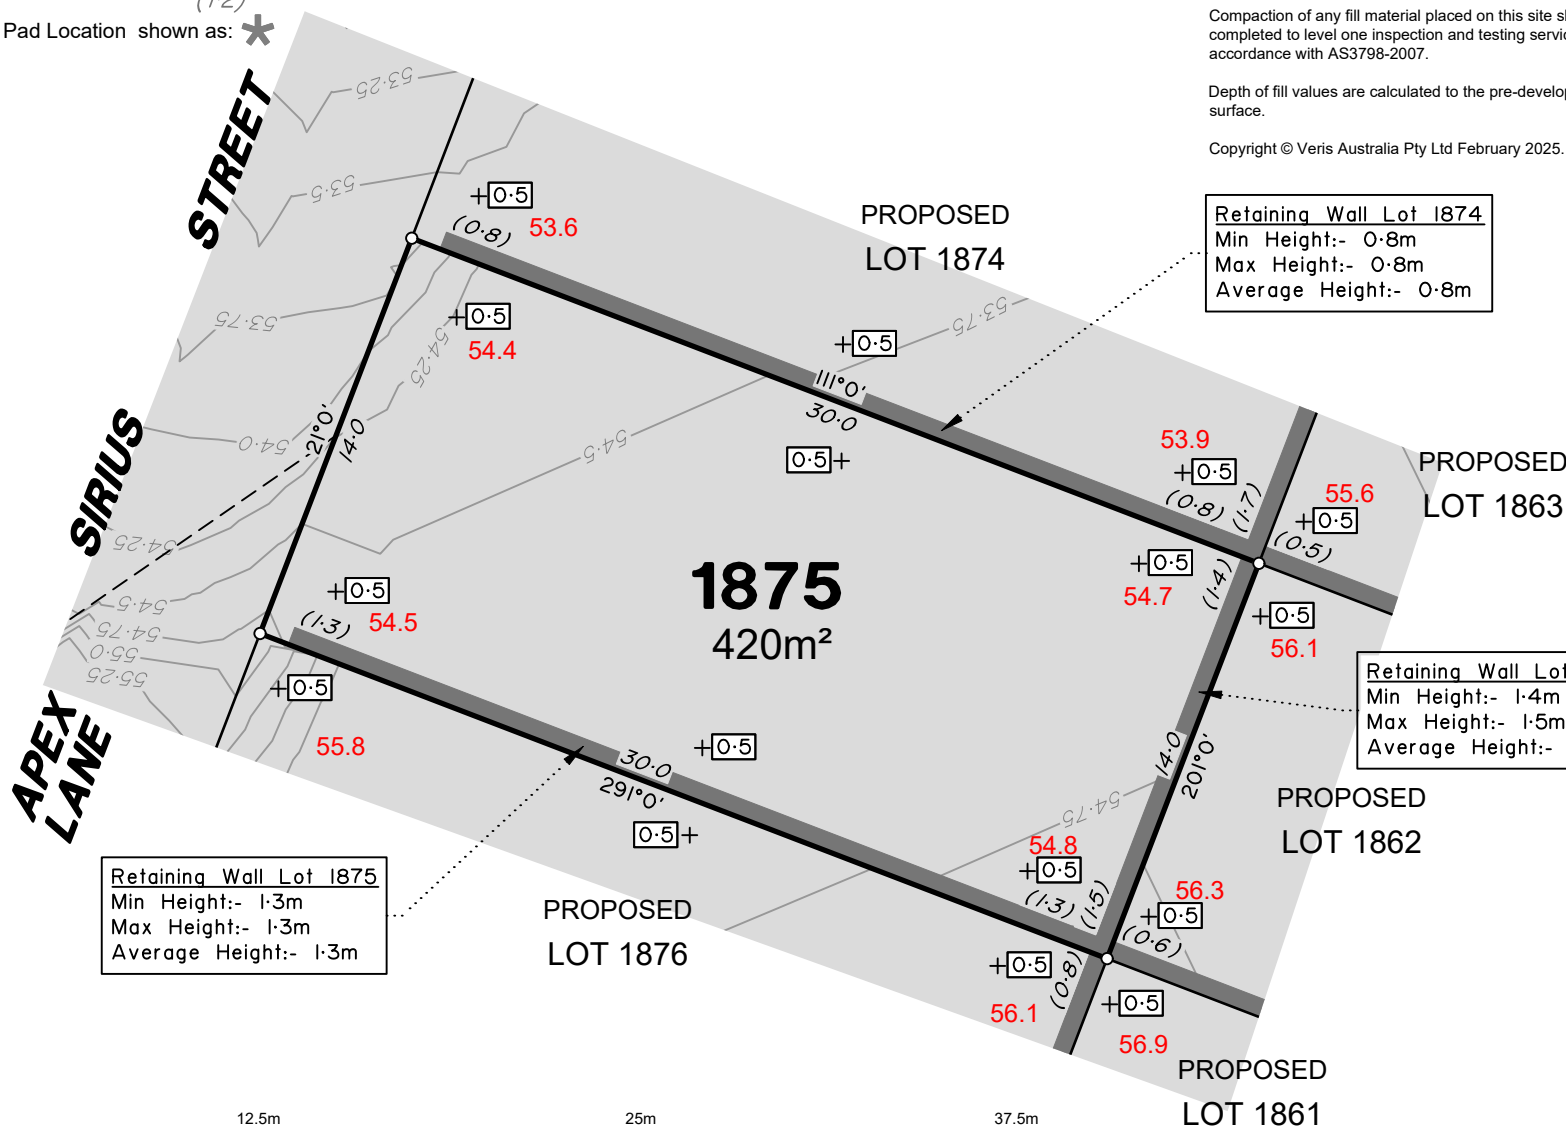 Pad Location shown as:
Compaction of any fill material placed on this site
completed to level one inspection and testing
accordance with AS3798-2007.
Depth of fill values are calculated to the
surface.
Copyright © Veris Australia Pty Ltd February 2025.
STREET
SIRIUS
APEX
LANE
53·25
53·5
53·75
54·0
54·25
54·5
54·75
55·0
55·25
0·5
(0·8)
53.6
0·5
54.4
54·25
PROPOSED
LOT 1874
Retaining Wall Lot 1874
Min Height:- 0·8m
Max Height:- 0·8m
Average Height:- 0·8m
53·75
0·5
111°0'
30·0
0·5
54·5
21°0'
14·0
53.9
0·5
(0·8)
(1·7)
55.6
0·5
(0·5)
PROPOSED
LOT 1863
0·5
54.7
(1·4)
0·5
56.1
1875
420m²
0·5
(1·3)
54.5
0·5
55.8
Retaining Wall Lot
Min Height:- 1·4m
Max Height:- 1·5m
Average Height:-
0·5
30·0
291°0'
0·5
14·0
201°0'
PROPOSED
LOT 1862
54·75
54.8
0·5
(1·3)
(1·5)
56.3
0·5
(0·6)
Retaining Wall Lot 1875
Min Height:- 1·3m
Max Height:- 1·3m
Average Height:- 1·3m
PROPOSED
LOT 1876
0·5
(0·8)
56.1
0·5
56.9
PROPOSED
LOT 1861
12.5m
25m
37.5m